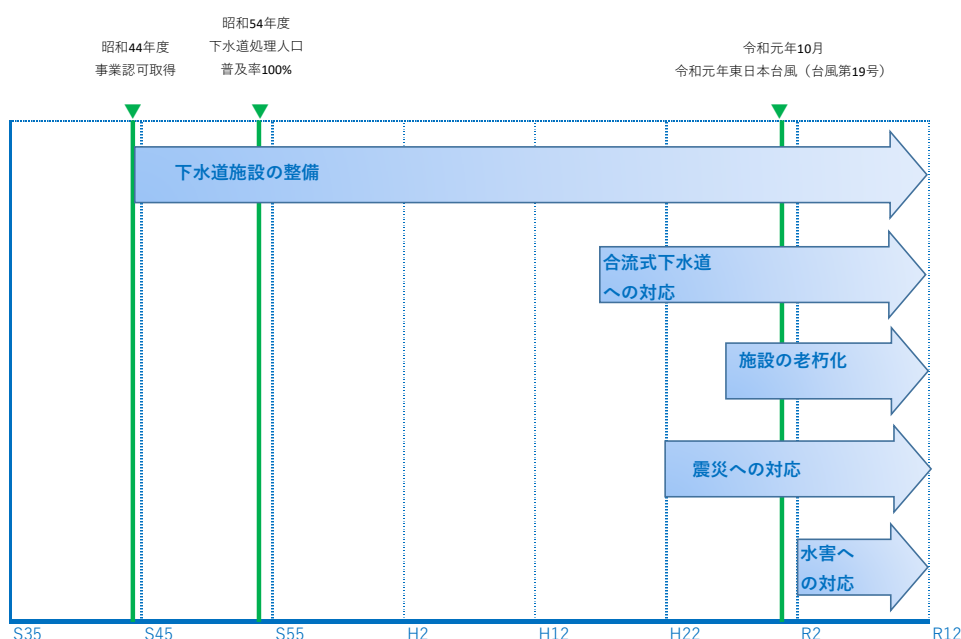 昭和44年度
事業認可取得
昭和54年度
下水道処理人口
普及率100%
令和元年10月
令和元年東日本台風（台風第19号）
下水道施設の整備
合流式下水道
への対応
施設の老朽化
震災への対応
水害へ
の対応
S35 S45 S55 H2 H12 H22 R2 R12